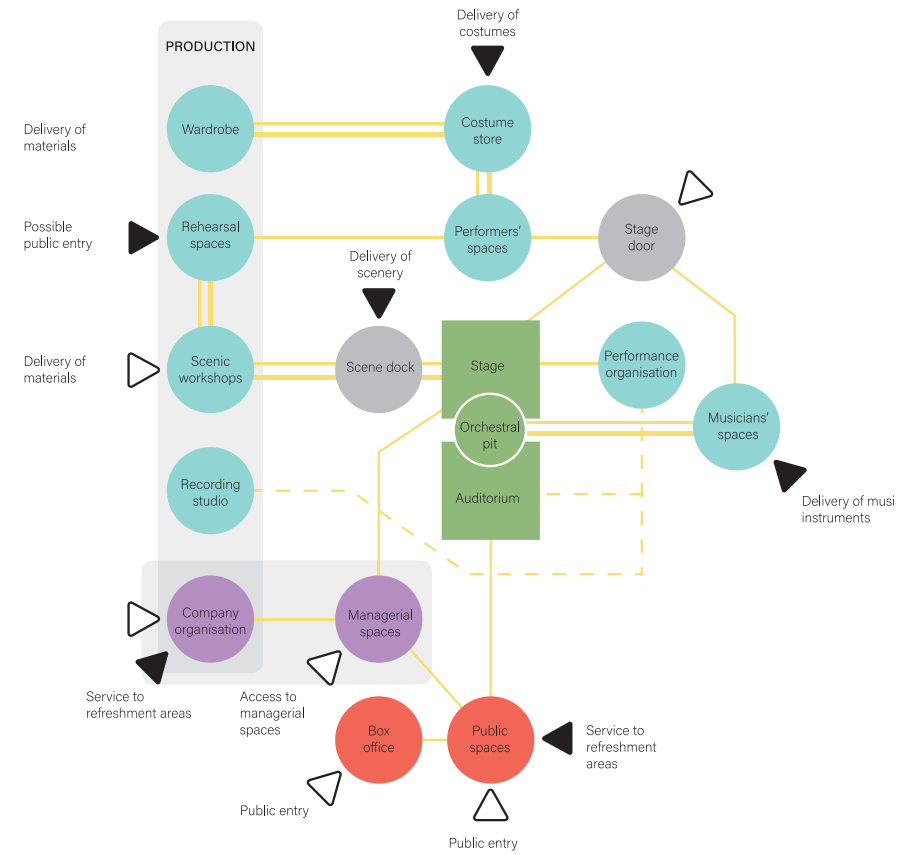 Delivery of
costumes
PRODUCTION
Delivery of
materials
Wardrobe
Costume
store
Possible
public entry
Rehearsal
spaces
Performers'
spaces
Stage
door
Delivery of
scenery
Delivery of
materials
Scenic
workshops
Scene dock
Stage
Performance
organisation
Orchestral
pit
Musicians'
spaces
Recording
studio
Auditorium
Delivery of musi
instruments
Company
organisation
Managerial
spaces
Service to
refreshment areas
Access to
managerial
spaces
Box
office
Public
spaces
Service to
refreshment
areas
Public entry
Public entry